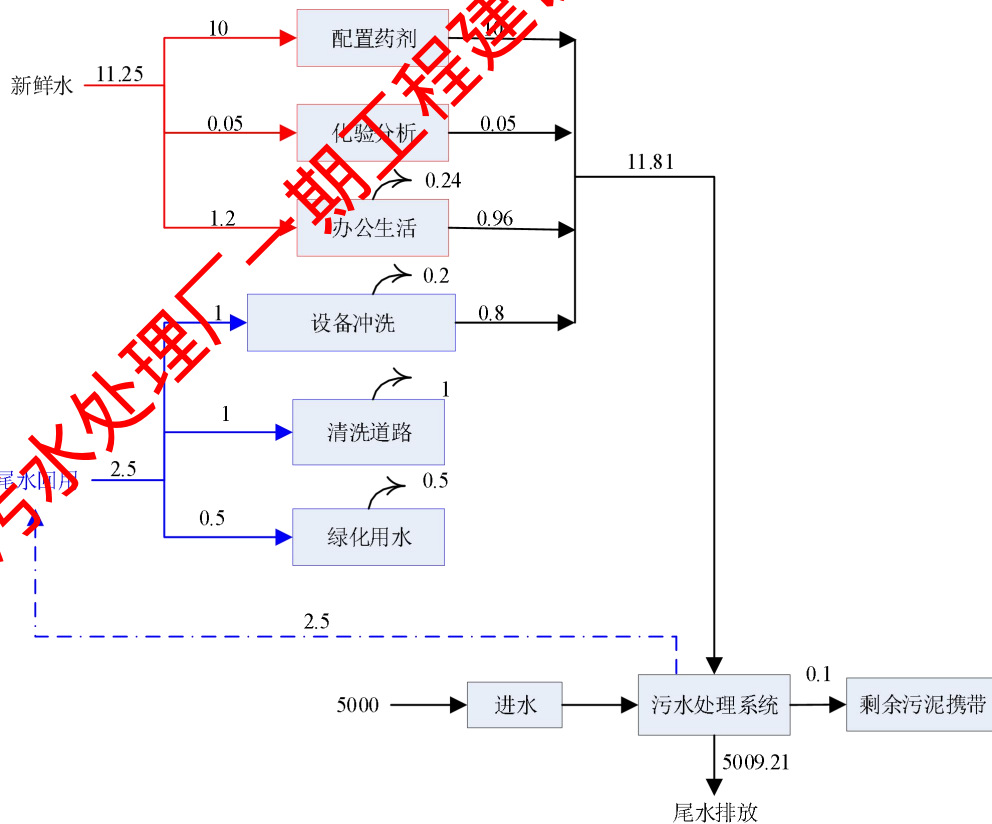 10
配置药剂
10
新鲜水
11.25
0.05
化验分析
0.05
11.81
0.24
1.2
办公生活
0.96
0.2
1
设备冲洗
0.8
1
1
清洗道路
尾水回用
2.5
0.5
0.5
绿化用水
2.5
5000
进水
污水处理系统
0.1
剩余污泥携带
5009.21
尾水排放
污水处理厂一期工程建